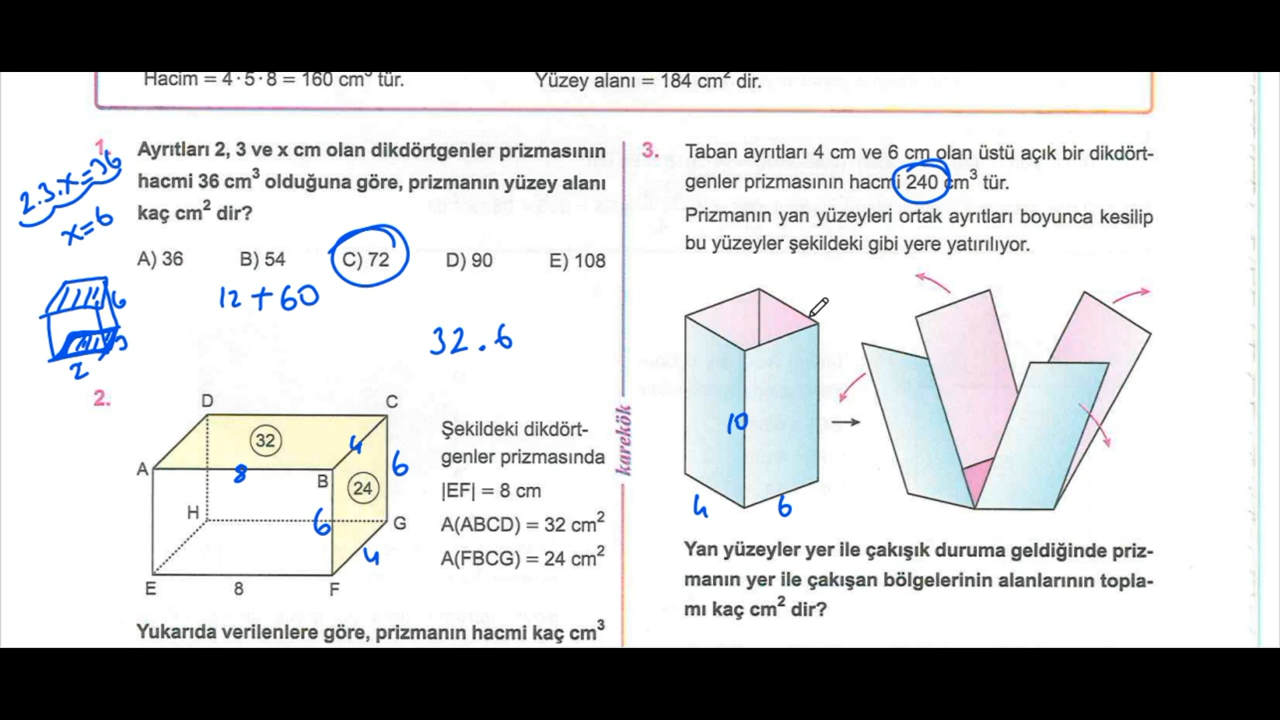 Hacim = 4 · 5 · 8 = 160 cm³ tür.
Yüzey alanı = 184 cm² dir.
1.
Ayrıtları 2, 3 ve x cm olan dikdörtgenler prizmasının
hacmi 36 cm³ olduğuna göre, prizmanın yüzey alanı
kaç cm² dir?
A) 36 B) 54 C) 72 D) 90 E) 108
2.3.x=36
x=6
6
3
2
12+60
32.6
2.
D
C
32
4
A
8
B
6
24
H
6
G
4
E
8
F
Şekildeki dikdört-
genler prizmasında
|EF| = 8 cm
A(ABCD) = 32 cm²
A(FBCG) = 24 cm²
Yukarıda verilenlere göre, prizmanın hacmi kaç cm³
karekök
3.
Taban ayrıtları 4 cm ve 6 cm olan üstü açık bir dikdört-
genler prizmasının hacmi 240 cm³ tür.
Prizmanın yan yüzeyleri ortak ayrıtları boyunca kesilip
bu yüzeyler şekildeki gibi yere yatırılıyor.
10
4
6
Yan yüzeyler yer ile çakışık duruma geldiğinde priz-
manın yer ile çakışan bölgelerinin alanlarının topla-
mı kaç cm² dir?